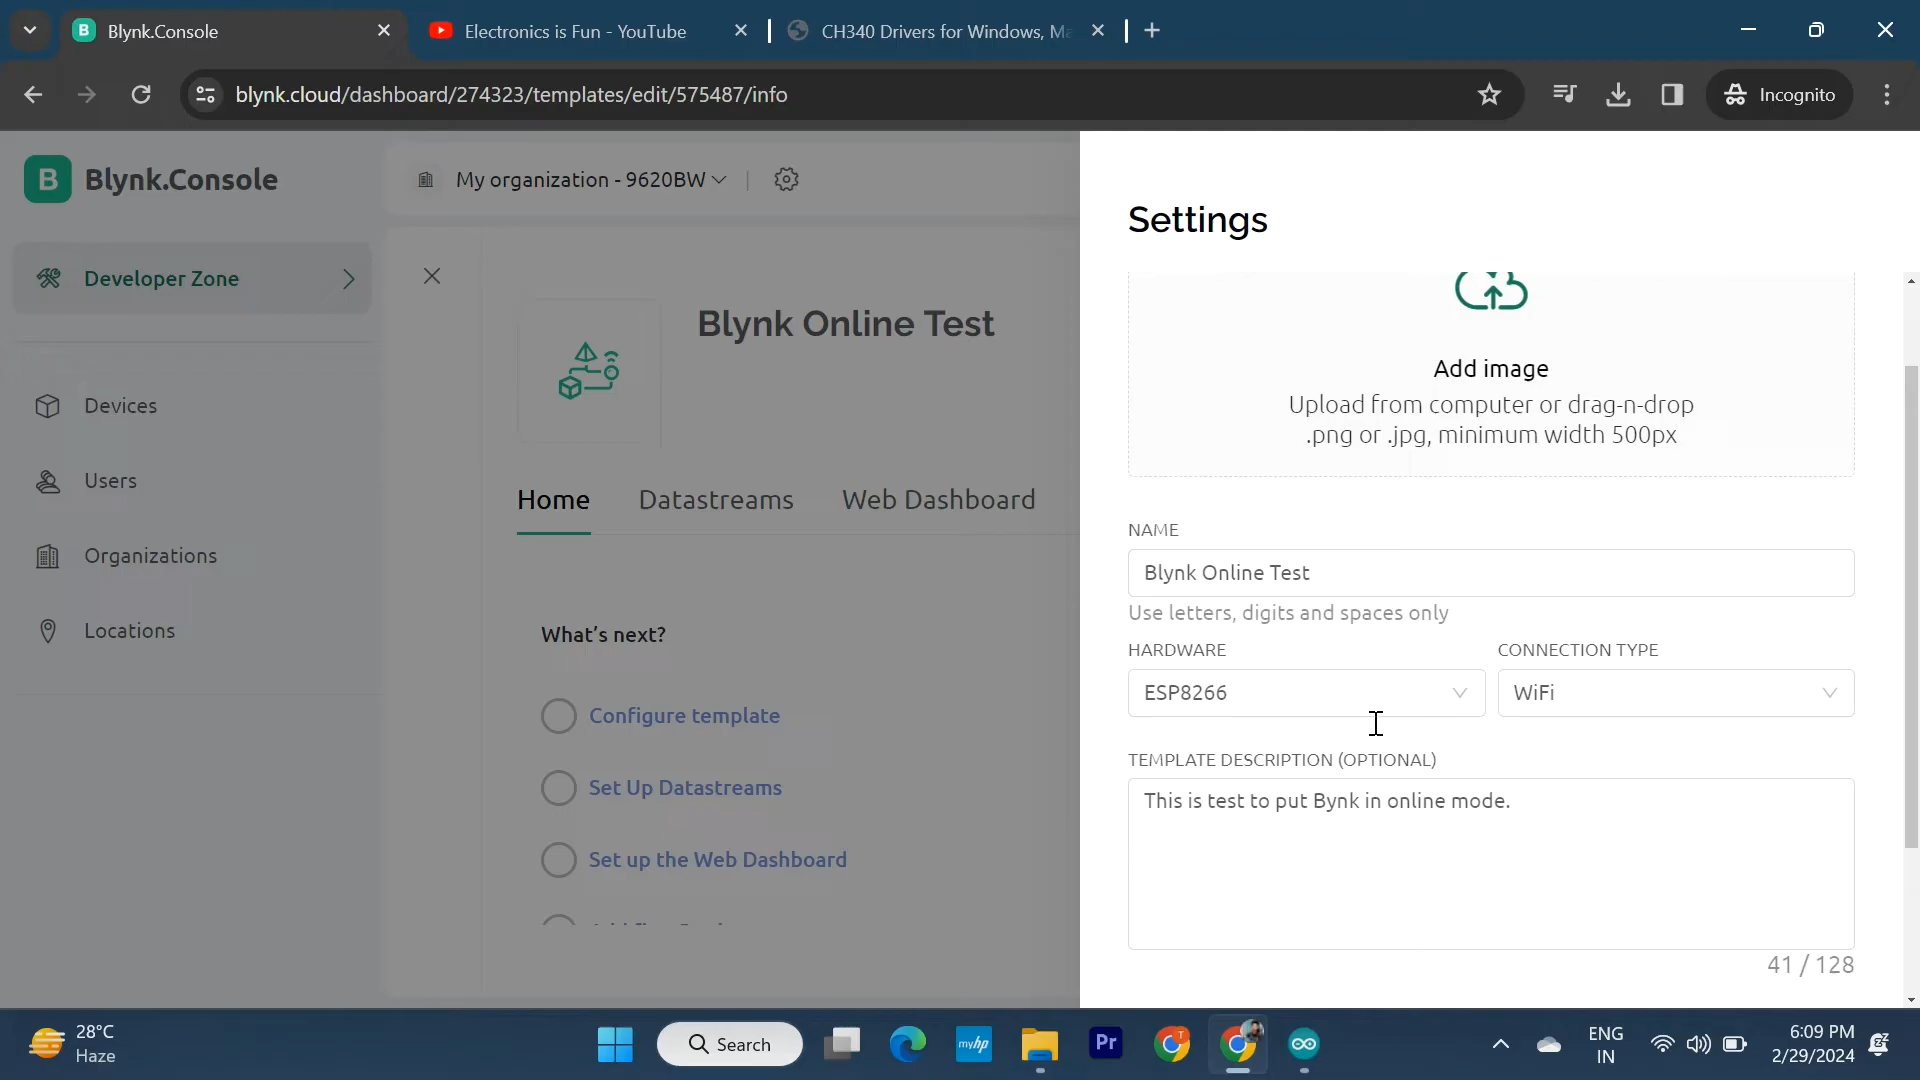 Blynk.Console
Electronics is Fun - YouTube
CH340 Drivers for Windows, Ma
blynk.cloud/dashboard/274323/templates/edit/575487/info
Incognito
B
Blynk.Console
My organization - 9620BW
Developer Zone
Devices
Users
Organizations
Locations
Blynk Online Test
Home
Datastreams
Web Dashboard
What's next?
Configure template
Set Up Datastreams
Set up the Web Dashboard
Settings
Add image
Upload from computer or drag-n-drop
.png or .jpg, minimum width 500px
NAME
Blynk Online Test
Use letters, digits and spaces only
HARDWARE
CONNECTION TYPE
ESP8266
WiFi
TEMPLATE DESCRIPTION (OPTIONAL)
This is test to put Bynk in online mode.
41 / 128
28°C
Haze
Search
myhp
Pr
T
ENG
IN
6:09 PM
2/29/2024